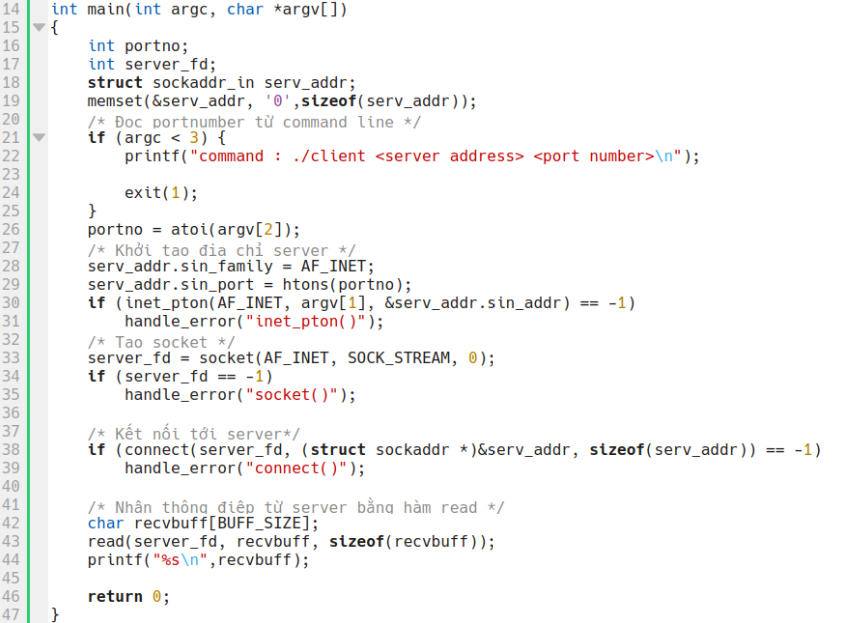 14 int main(int argc, char *argv[])
15 {
16     int portno;
17     int server_fd;
18     struct sockaddr_in serv_addr;
19     memset(&serv_addr, '0',sizeof(serv_addr));
20     /* Đoc portnumber từ command line */
21     if (argc < 3) {
22         printf("command : ./client <server address> <port number>\n");
23
24         exit(1);
25     }
26     portno = atoi(argv[2]);
27     /* Khởi tao đia chỉ server */
28     serv_addr.sin_family = AF_INET;
29     serv_addr.sin_port = htons(portno);
30     if (inet_pton(AF_INET, argv[1], &serv_addr.sin_addr) == -1)
31         handle_error("inet_pton()");
32     /* Tao socket */
33     server_fd = socket(AF_INET, SOCK_STREAM, 0);
34     if (server_fd == -1)
35         handle_error("socket()");
36
37     /* Kết nối tới server*/
38     if (connect(server_fd, (struct sockaddr *)&serv_addr, sizeof(serv_addr)) == -1)
39         handle_error("connect()");
40
41     /* Nhân thông điêp từ server bằng hàm read */
42     char recvbuff[BUFF_SIZE];
43     read(server_fd, recvbuff, sizeof(recvbuff));
44     printf("%s\n",recvbuff);
45
46     return 0;
47 }